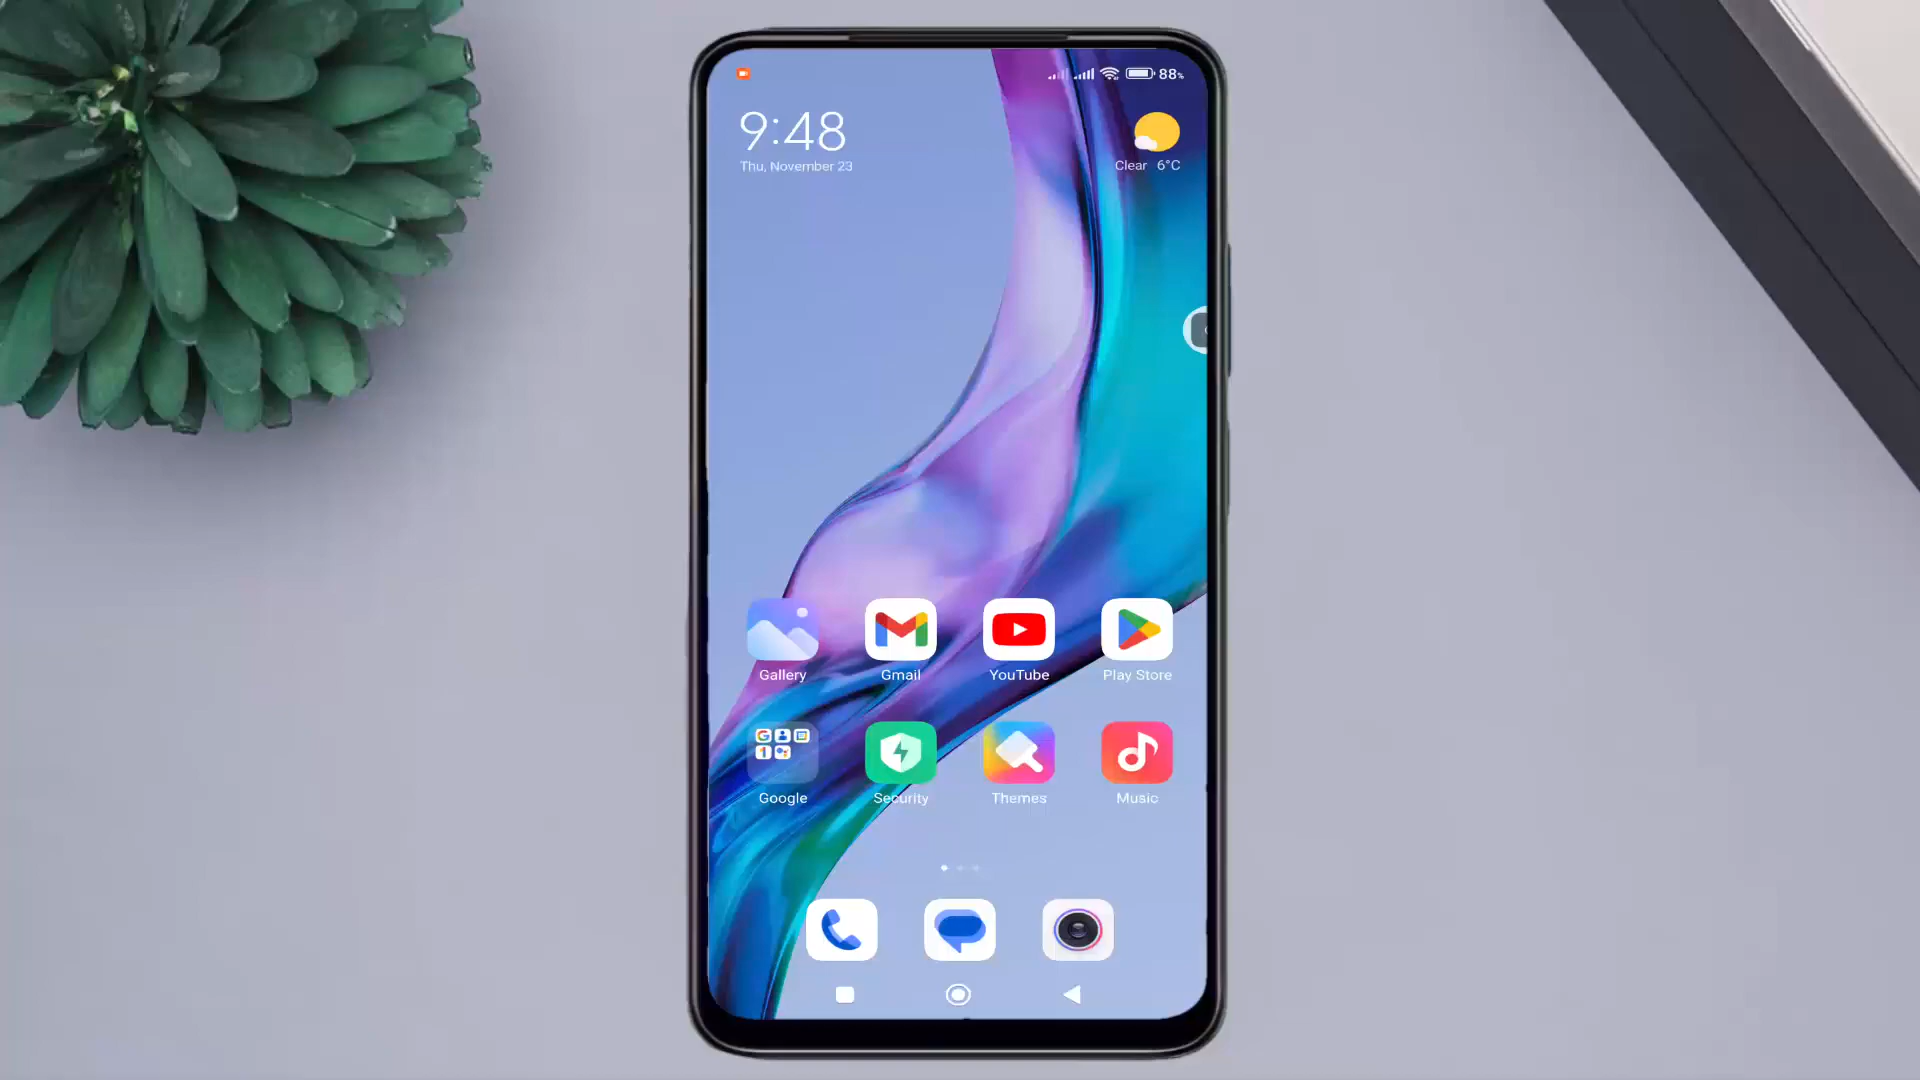 88%
9:48
Thu, November 23
Clear 6°C
Gallery
Gmail
YouTube
Play Store
Google
Security
Themes
Music